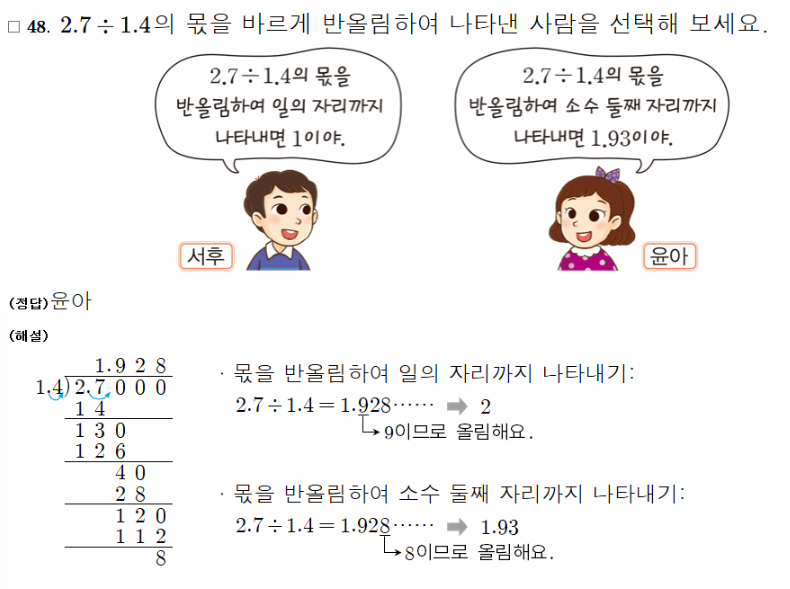 □ 48. 2.7÷1.4의 몫을 바르게 반올림하여 나타낸 사람을 선택해 보세요.
2.7÷1.4의 몫을
반올림하여 일의 자리까지
나타내면 1이야.
2.7÷1.4의 몫을
반올림하여 소수 둘째 자리까지
나타내면 1.93이야.
서후
윤아
(정답)윤아
(해설)
1.9 2 8
1.4)2.7 0 0 0
1 4
1 3 0
1 2 6
4 0
2 8
1 2 0
1 1 2
8
· 몫을 반올림하여 일의 자리까지 나타내기:
2.7÷1.4=1.928⋯⋯ ➡ 2
9이므로 올림해요.
· 몫을 반올림하여 소수 둘째 자리까지 나타내기:
2.7÷1.4=1.928⋯⋯ ➡ 1.93
8이므로 올림해요.